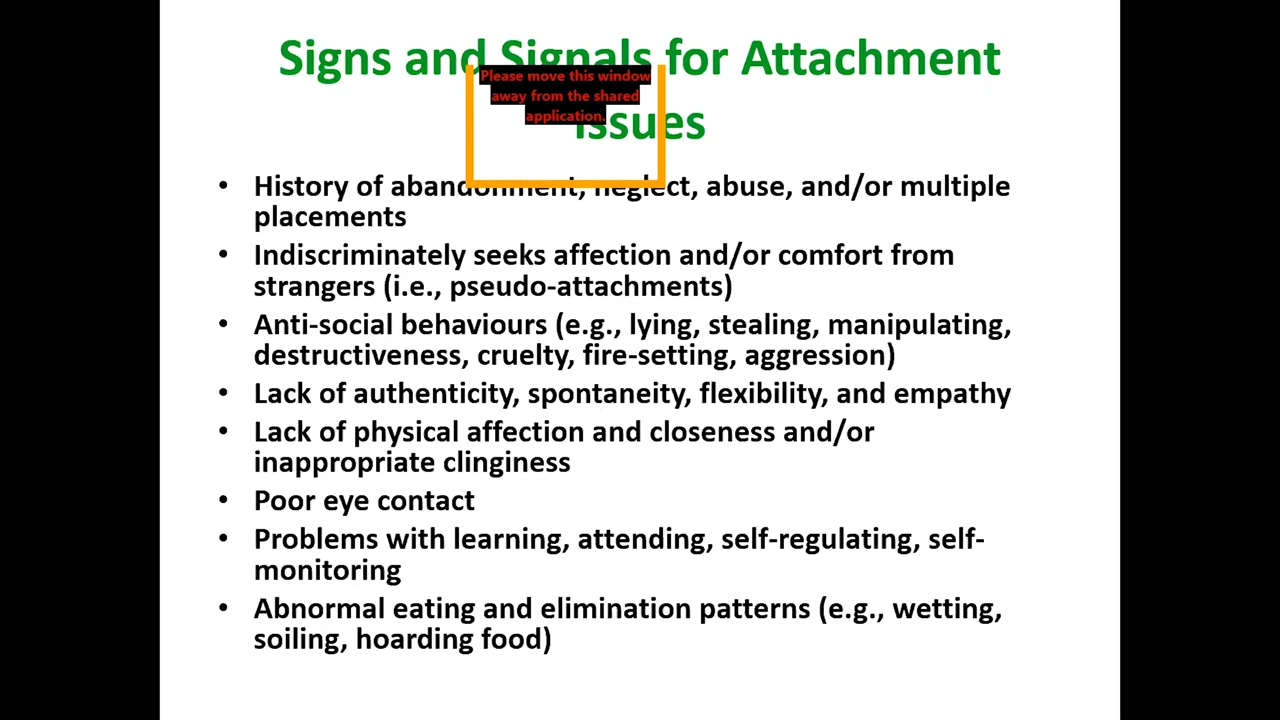 Signs and Signals for Attachment
Issues
Please move this window
away from the shared
application.
• History of abandonment, neglect, abuse, and/or multiple
placements
• Indiscriminately seeks affection and/or comfort from
strangers (i.e., pseudo-attachments)
• Anti-social behaviours (e.g., lying, stealing, manipulating,
destructiveness, cruelty, fire-setting, aggression)
• Lack of authenticity, spontaneity, flexibility, and empathy
• Lack of physical affection and closeness and/or
inappropriate clinginess
• Poor eye contact
• Problems with learning, attending, self-regulating, self-
monitoring
• Abnormal eating and elimination patterns (e.g., wetting,
soiling, hoarding food)